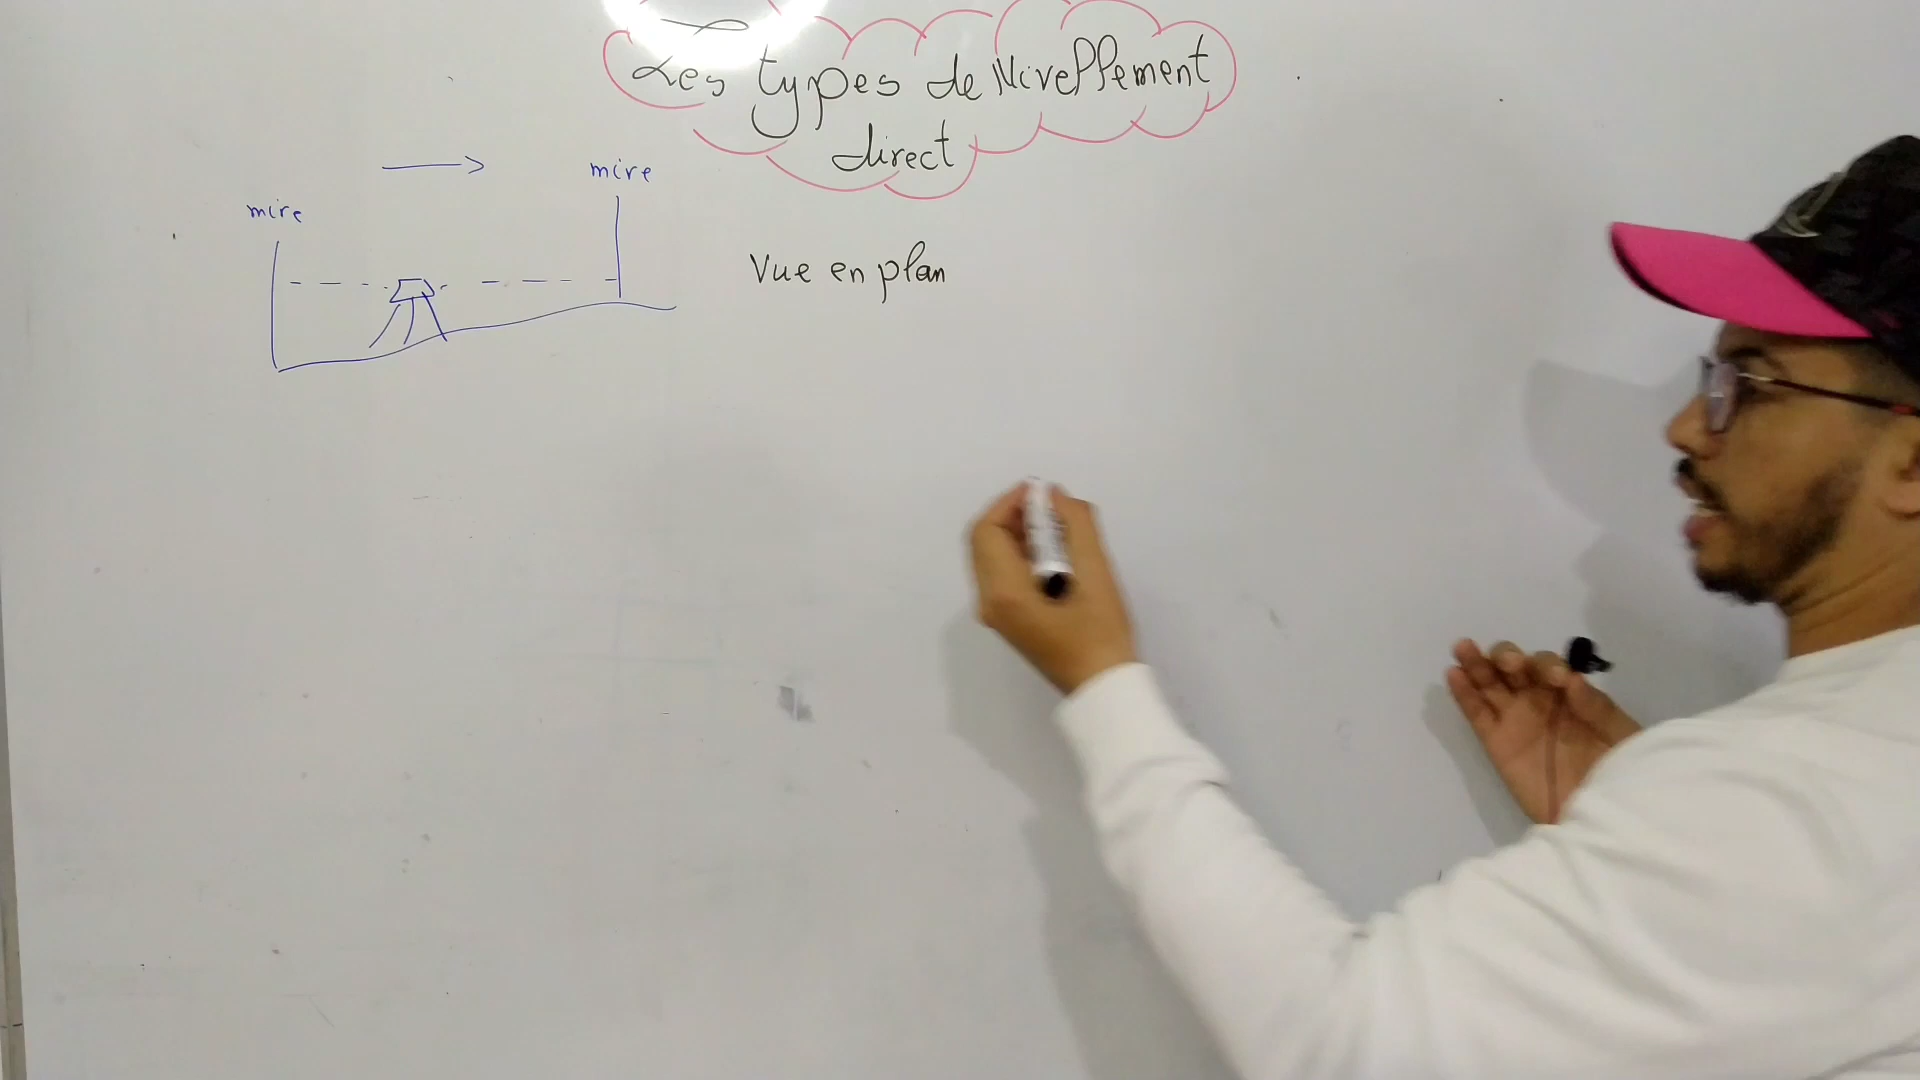 Les types de Nivellement
direct
mire
mire
Vue en plan